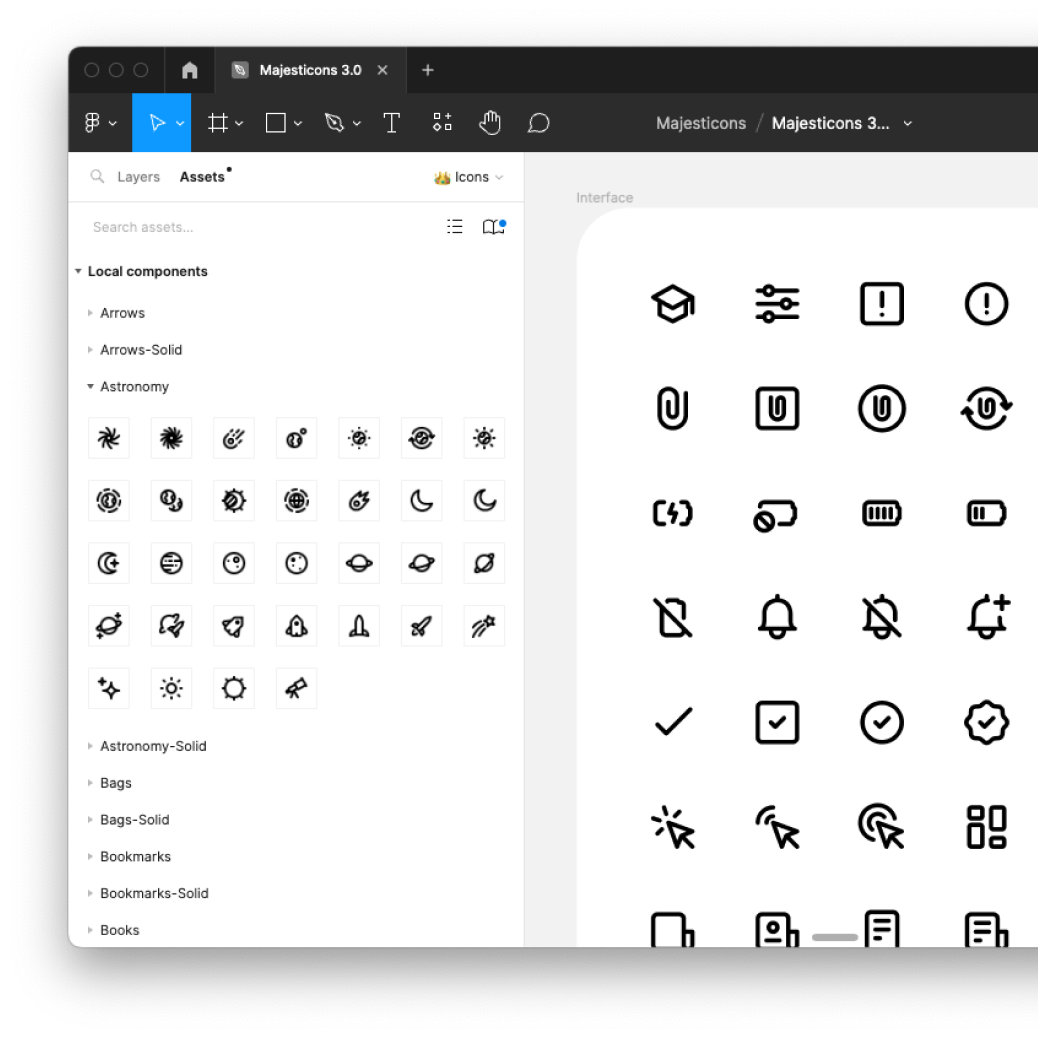 Majesticons 3.0
Majesticons / Majesticons 3...
Layers Assets Icons
Search assets...
Interface
Local components
Arrows
Arrows-Solid
Astronomy
Astronomy-Solid
Bags
Bags-Solid
Bookmarks
Bookmarks-Solid
Books